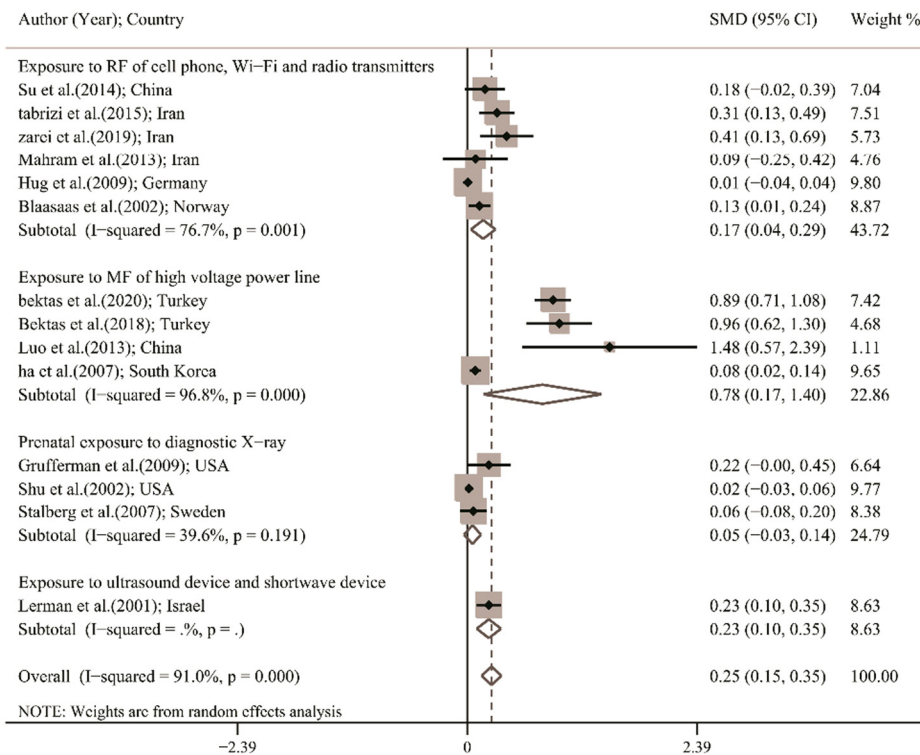 Author (Year); Country SMD (95% CI) Weight %
Exposure to RF of cell phone, Wi−Fi and radio transmitters
Su et al.(2014); China 0.18 (−0.02, 0.39) 7.04
tabrizi et al.(2015); Iran 0.31 (0.13, 0.49) 7.51
zarei et al.(2019); Iran 0.41 (0.13, 0.69) 5.73
Mahram et al.(2013); Iran 0.09 (−0.25, 0.42) 4.76
Hug et al.(2009); Germany 0.01 (−0.04, 0.04) 9.80
Blaasaas et al.(2002); Norway 0.13 (0.01, 0.24) 8.87
Subtotal (I−squared = 76.7%, p = 0.001) 0.17 (0.04, 0.29) 43.72
Exposure to MF of high voltage power line
bektas et al.(2020); Turkey 0.89 (0.71, 1.08) 7.42
Bektas et al.(2018); Turkey 0.96 (0.62, 1.30) 4.68
Luo et al.(2013); China 1.48 (0.57, 2.39) 1.11
ha et al.(2007); South Korea 0.08 (0.02, 0.14) 9.65
Subtotal (I−squared = 96.8%, p = 0.000) 0.78 (0.17, 1.40) 22.86
Prenatal exposure to diagnostic X−ray
Grufferman et al.(2009); USA 0.22 (−0.00, 0.45) 6.64
Shu et al.(2002); USA 0.02 (−0.03, 0.06) 9.77
Stalberg et al.(2007); Sweden 0.06 (−0.08, 0.20) 8.38
Subtotal (I−squared = 39.6%, p = 0.191) 0.05 (−0.03, 0.14) 24.79
Exposure to ultrasound device and shortwave device
Lerman et al.(2001); Israel 0.23 (0.10, 0.35) 8.63
Subtotal (I−squared = .%, p = .) 0.23 (0.10, 0.35) 8.63
Overall (I−squared = 91.0%, p = 0.000) 0.25 (0.15, 0.35) 100.00
NOTE: Weights are from random effects analysis
−2.39 0 2.39